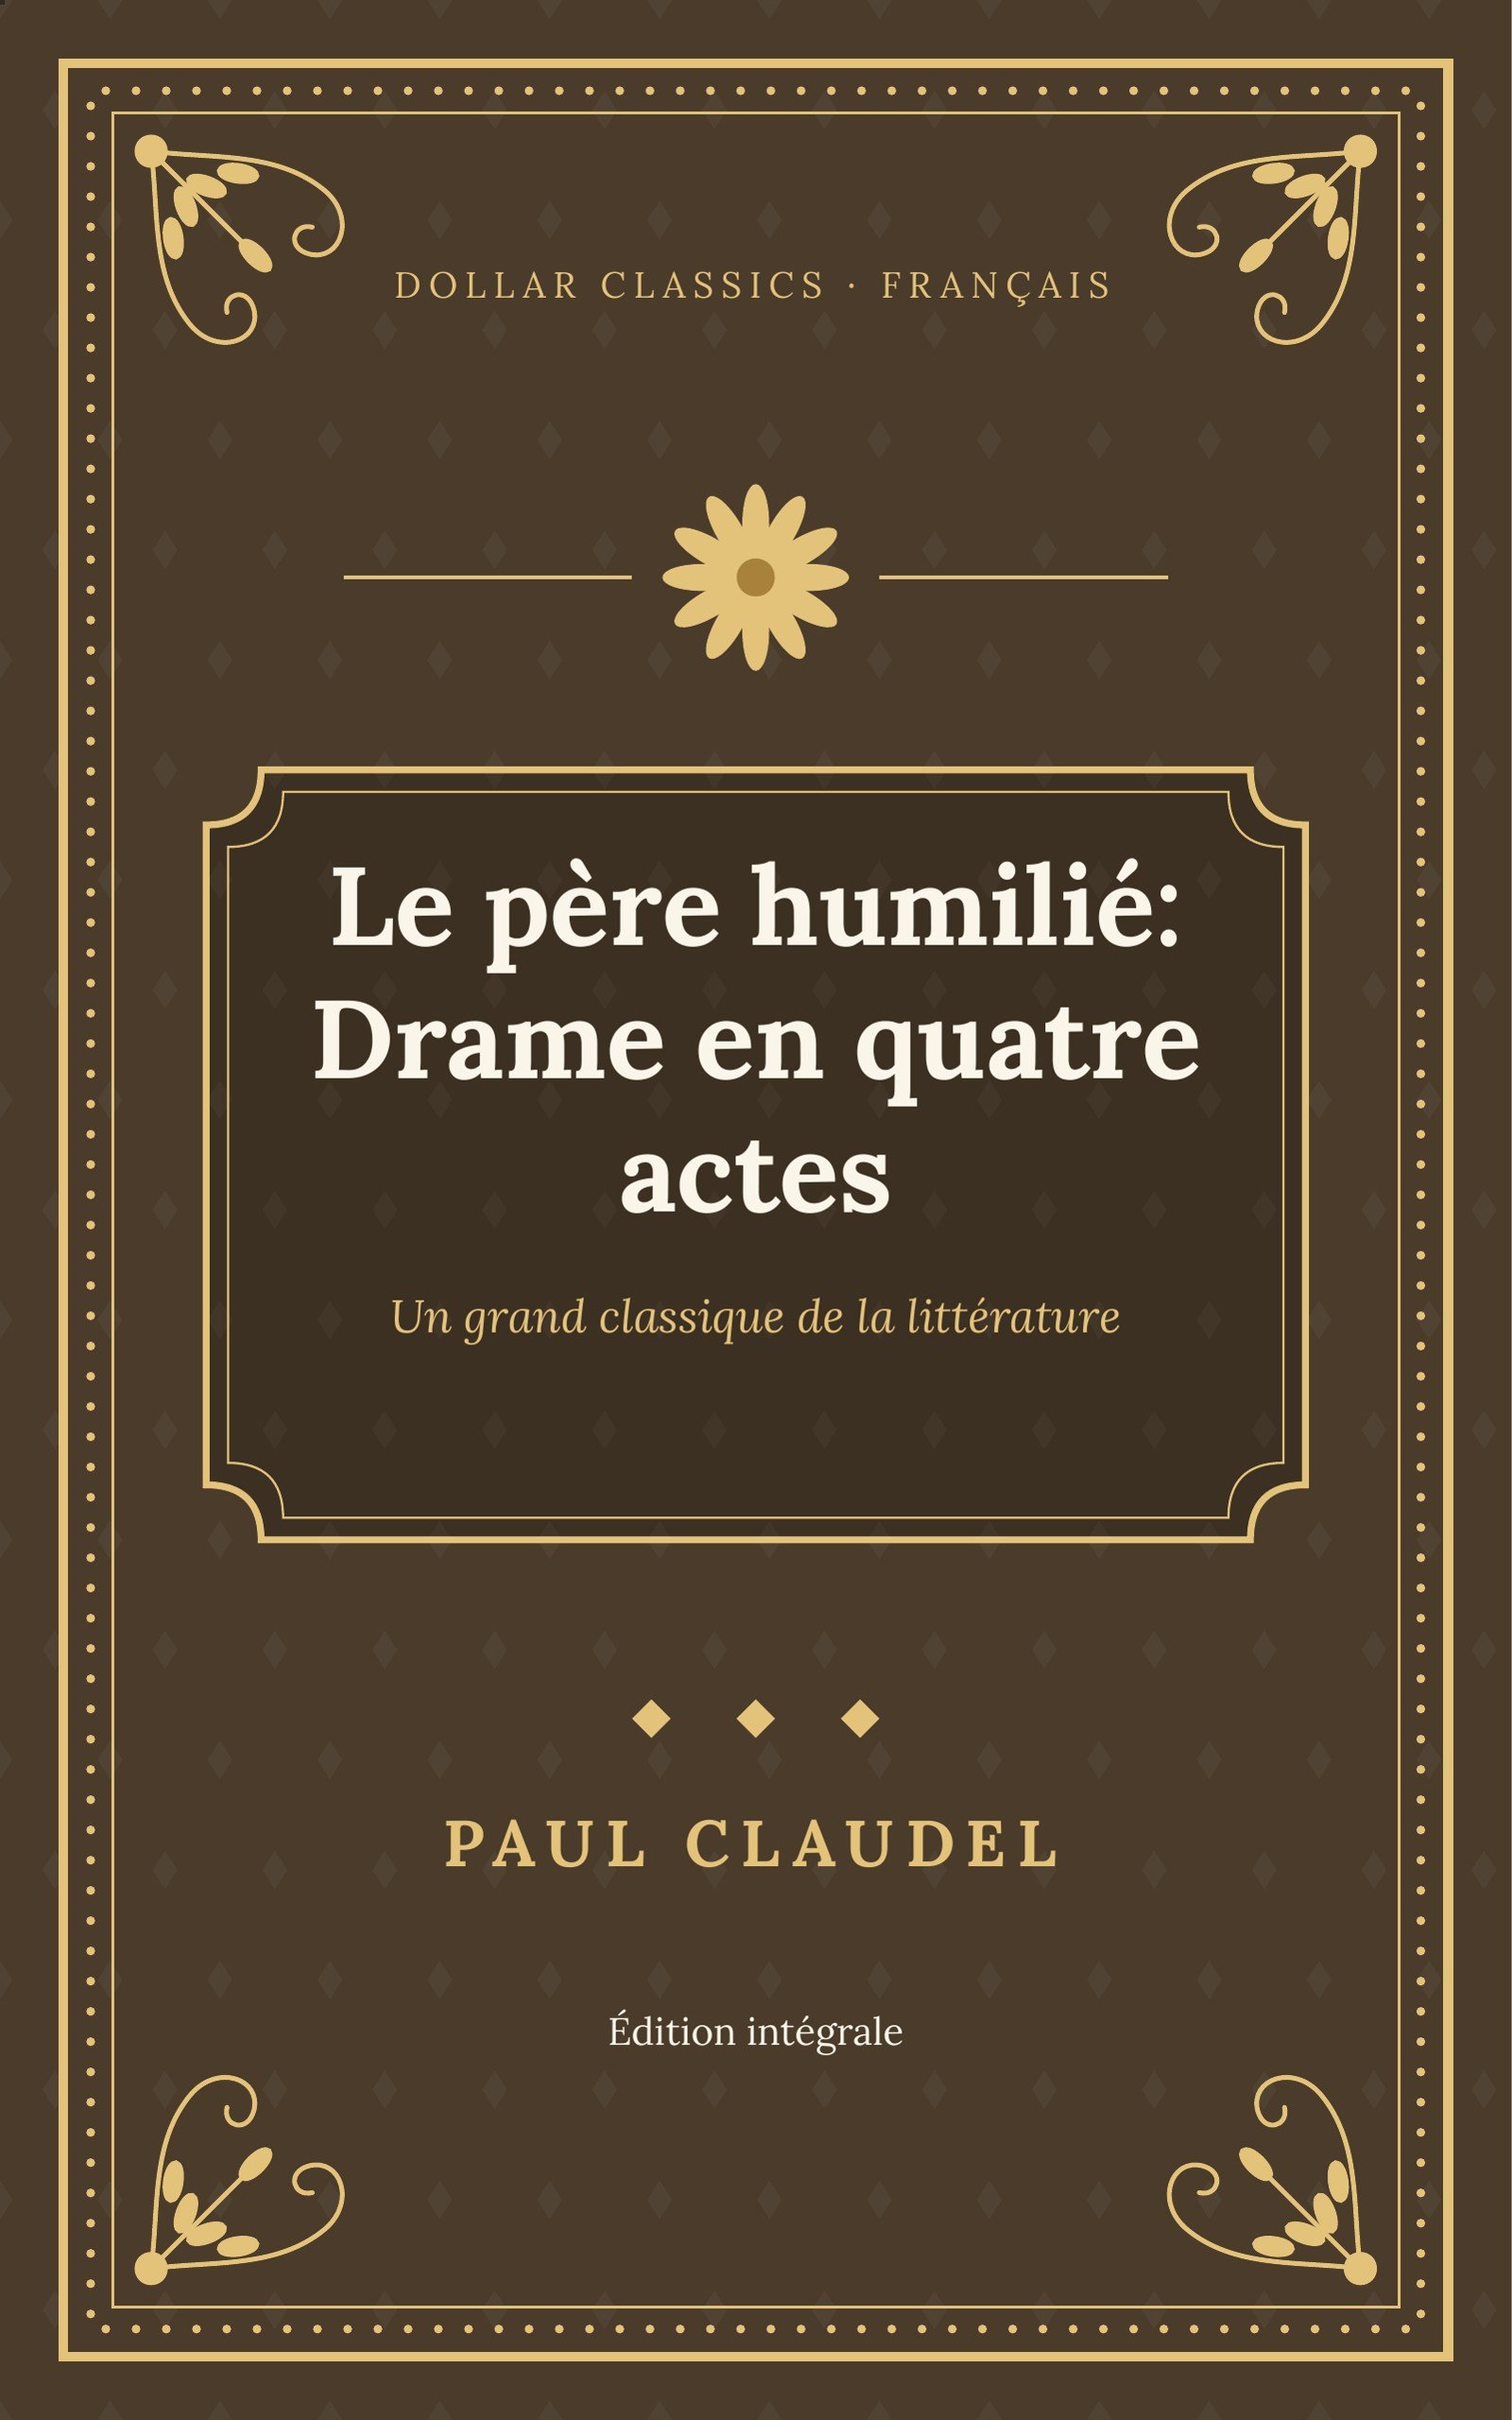 DOLLAR CLASSICS · FRANÇAIS
Le père humilié:
Drame en quatre
actes
Un grand classique de la littérature
PAUL CLAUDEL
Édition intégrale